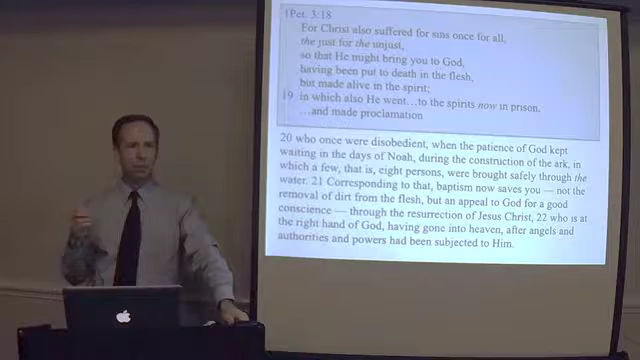 1Pet. 3:18
For Christ also suffered for sins once for all,
the just for the unjust,
so that He might bring you to God,
having been put to death in the flesh,
but made alive in the spirit;
19 in which also He went…to the spirits now in prison.
…and made proclamation
20 who once were disobedient, when the patience of God kept
waiting in the days of Noah, during the construction of the ark, in
which a few, that is, eight persons, were brought safely through the
water. 21 Corresponding to that, baptism now saves you — not the
removal of dirt from the flesh, but an appeal to God for a good
conscience — through the resurrection of Jesus Christ, 22 who is at
the right hand of God, having gone into heaven, after angels and
authorities and powers had been subjected to Him.